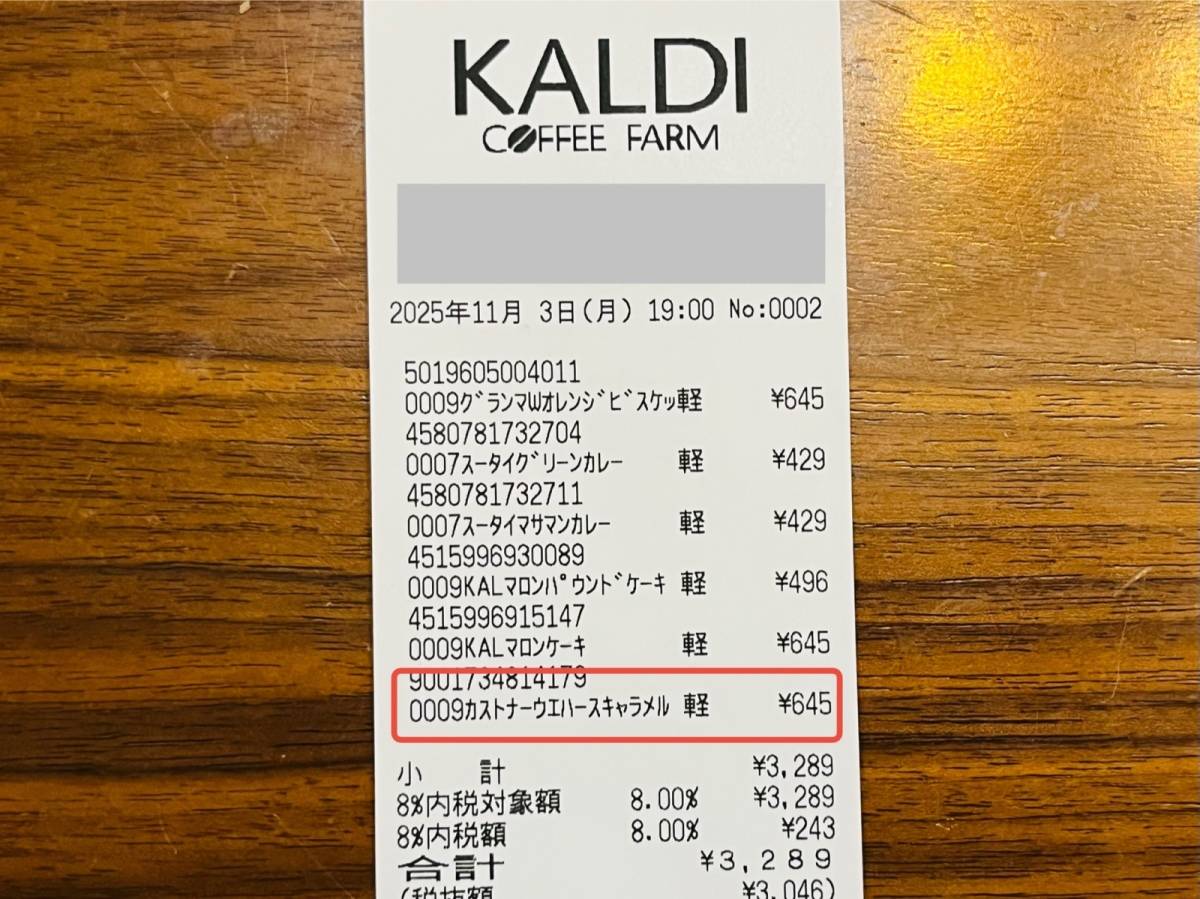 KALDI
COFFEE FARM
2025年11月 3日(月) 19:00 No:0002
5019605004011
0009グランマWオレンジビスケッ軽 ¥645
4580781732704
0007スータイグリーンカレー 軽 ¥429
4580781732711
0007スータイマサマンカレー 軽 ¥429
4515996930089
0009KALマロンパウンドケーキ 軽 ¥496
4515996915147
0009KALマロンケーキ 軽 ¥645
9001734814179
0009カストナーウエハースキャラメル 軽 ¥645
小 計 ¥3,289
8%内税対象額 8.00% ¥3,289
8%内税額 8.00% ¥243
合計 ¥3,289
(税抜額 ¥3,046)